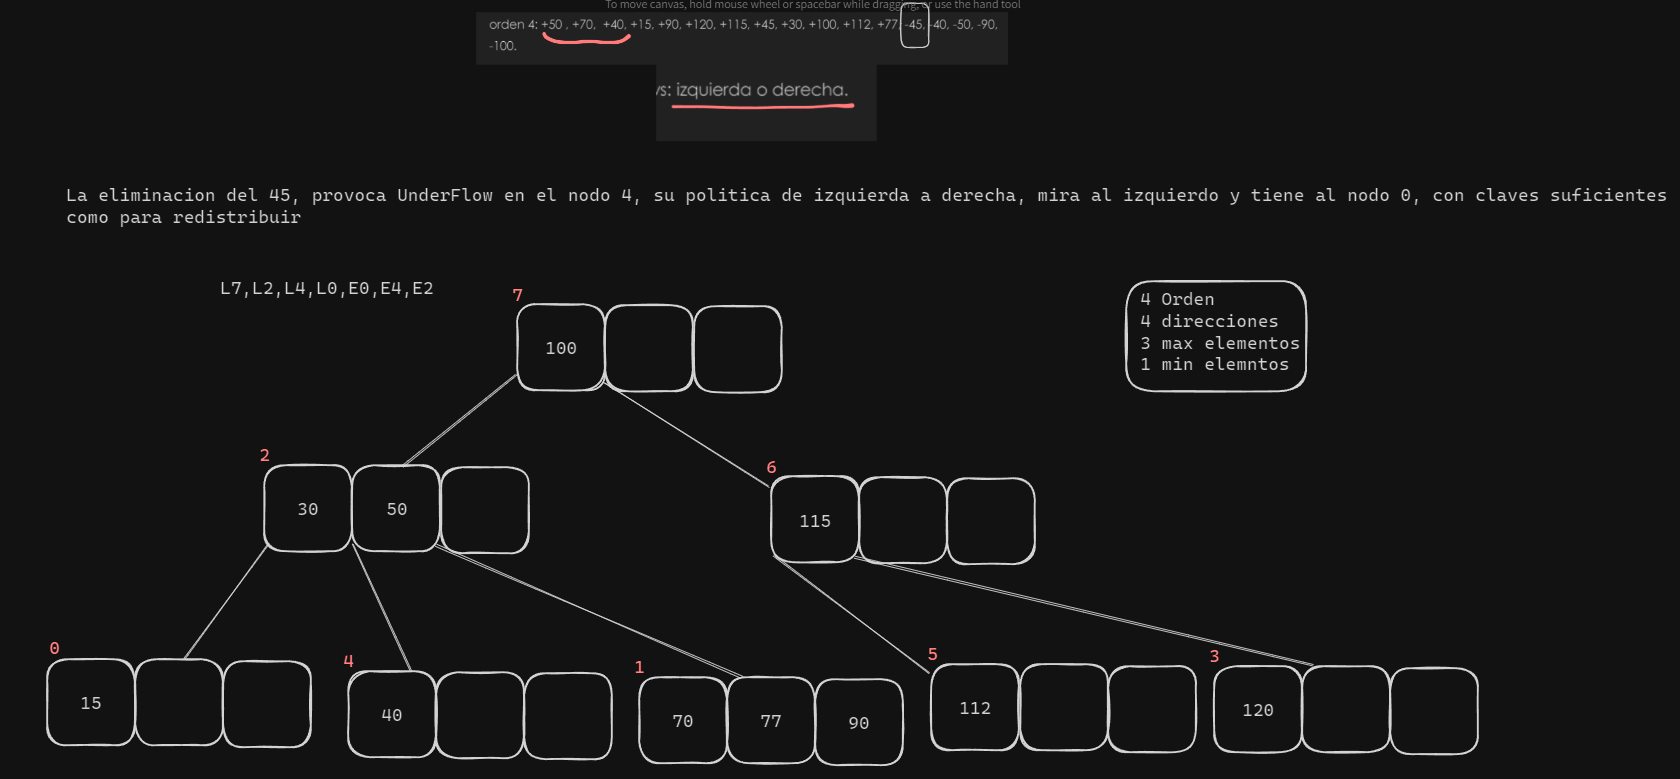 To move canvas, hold mouse wheel or spacebar while dragging, or use the hand tool
orden 4: +50 , +70, +40, +15, +90, +120, +115, +45, +30, +100, +112, +77, -45, -40, -50, -90,
-100.
vs: izquierda o derecha.
La eliminacion del 45, provoca UnderFlow en el nodo 4, su politica de izquierda a derecha, mira al izquierdo y tiene al nodo 0, con claves suficientes
como para redistribuir
L7,L2,L4,L0,E0,E4,E2
7
100
4 Orden
4 direcciones
3 max elementos
1 min elemntos
2
30 50
6
115
0
15
4
40
1
70 77 90
5
112
3
120